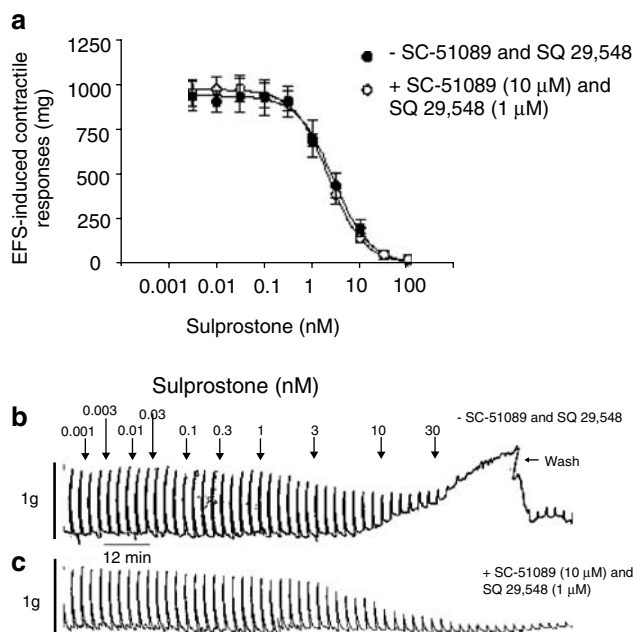 a
1250
1000
750
500
250
0
EFS-induced contractile
responses (mg)
0.001 0.01 0.1 1 10 100
Sulprostone (nM)
- SC-51089 and SQ 29,548
+ SC-51089 (10 µM) and
SQ 29,548 (1 µM)
Sulprostone (nM)
b
0.001 0.003 0.01 0.03 0.1 0.3 1 3 10 30
- SC-51089 and SQ 29,548
Wash
1g
12 min
c
+ SC-51089 (10 µM) and
SQ 29,548 (1 µM)
1g